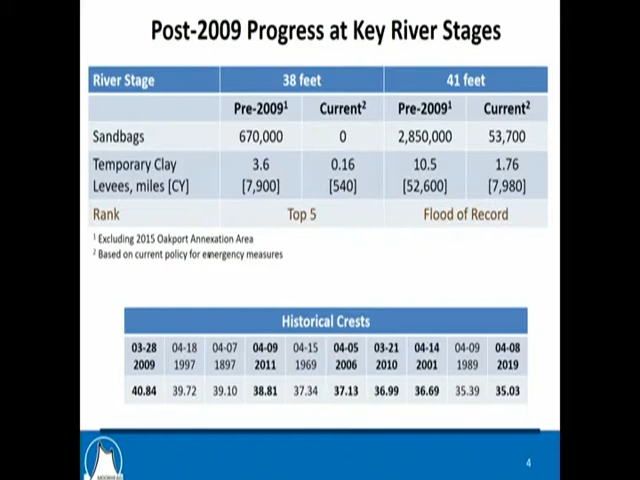 Post-2009 Progress at Key River Stages
River Stage 38 feet 41 feet
Pre-2009¹ Current² Pre-2009¹ Current²
Sandbags 670,000 0 2,850,000 53,700
Temporary Clay 3.6 0.16 10.5 1.76
Levees, miles [CY] [7,900] [540] [52,600] [7,980]
Rank Top 5 Flood of Record
¹ Excluding 2015 Oakport Annexation Area
² Based on current policy for emergency measures
Historical Crests
03-28 04-18 04-07 04-09 04-15 04-05 03-21 04-14 04-09 04-08
2009 1997 1897 2011 1969 2006 2010 2001 1989 2019
40.84 39.72 39.10 38.81 37.34 37.13 36.99 36.69 35.39 35.03
MOORHEAD
4